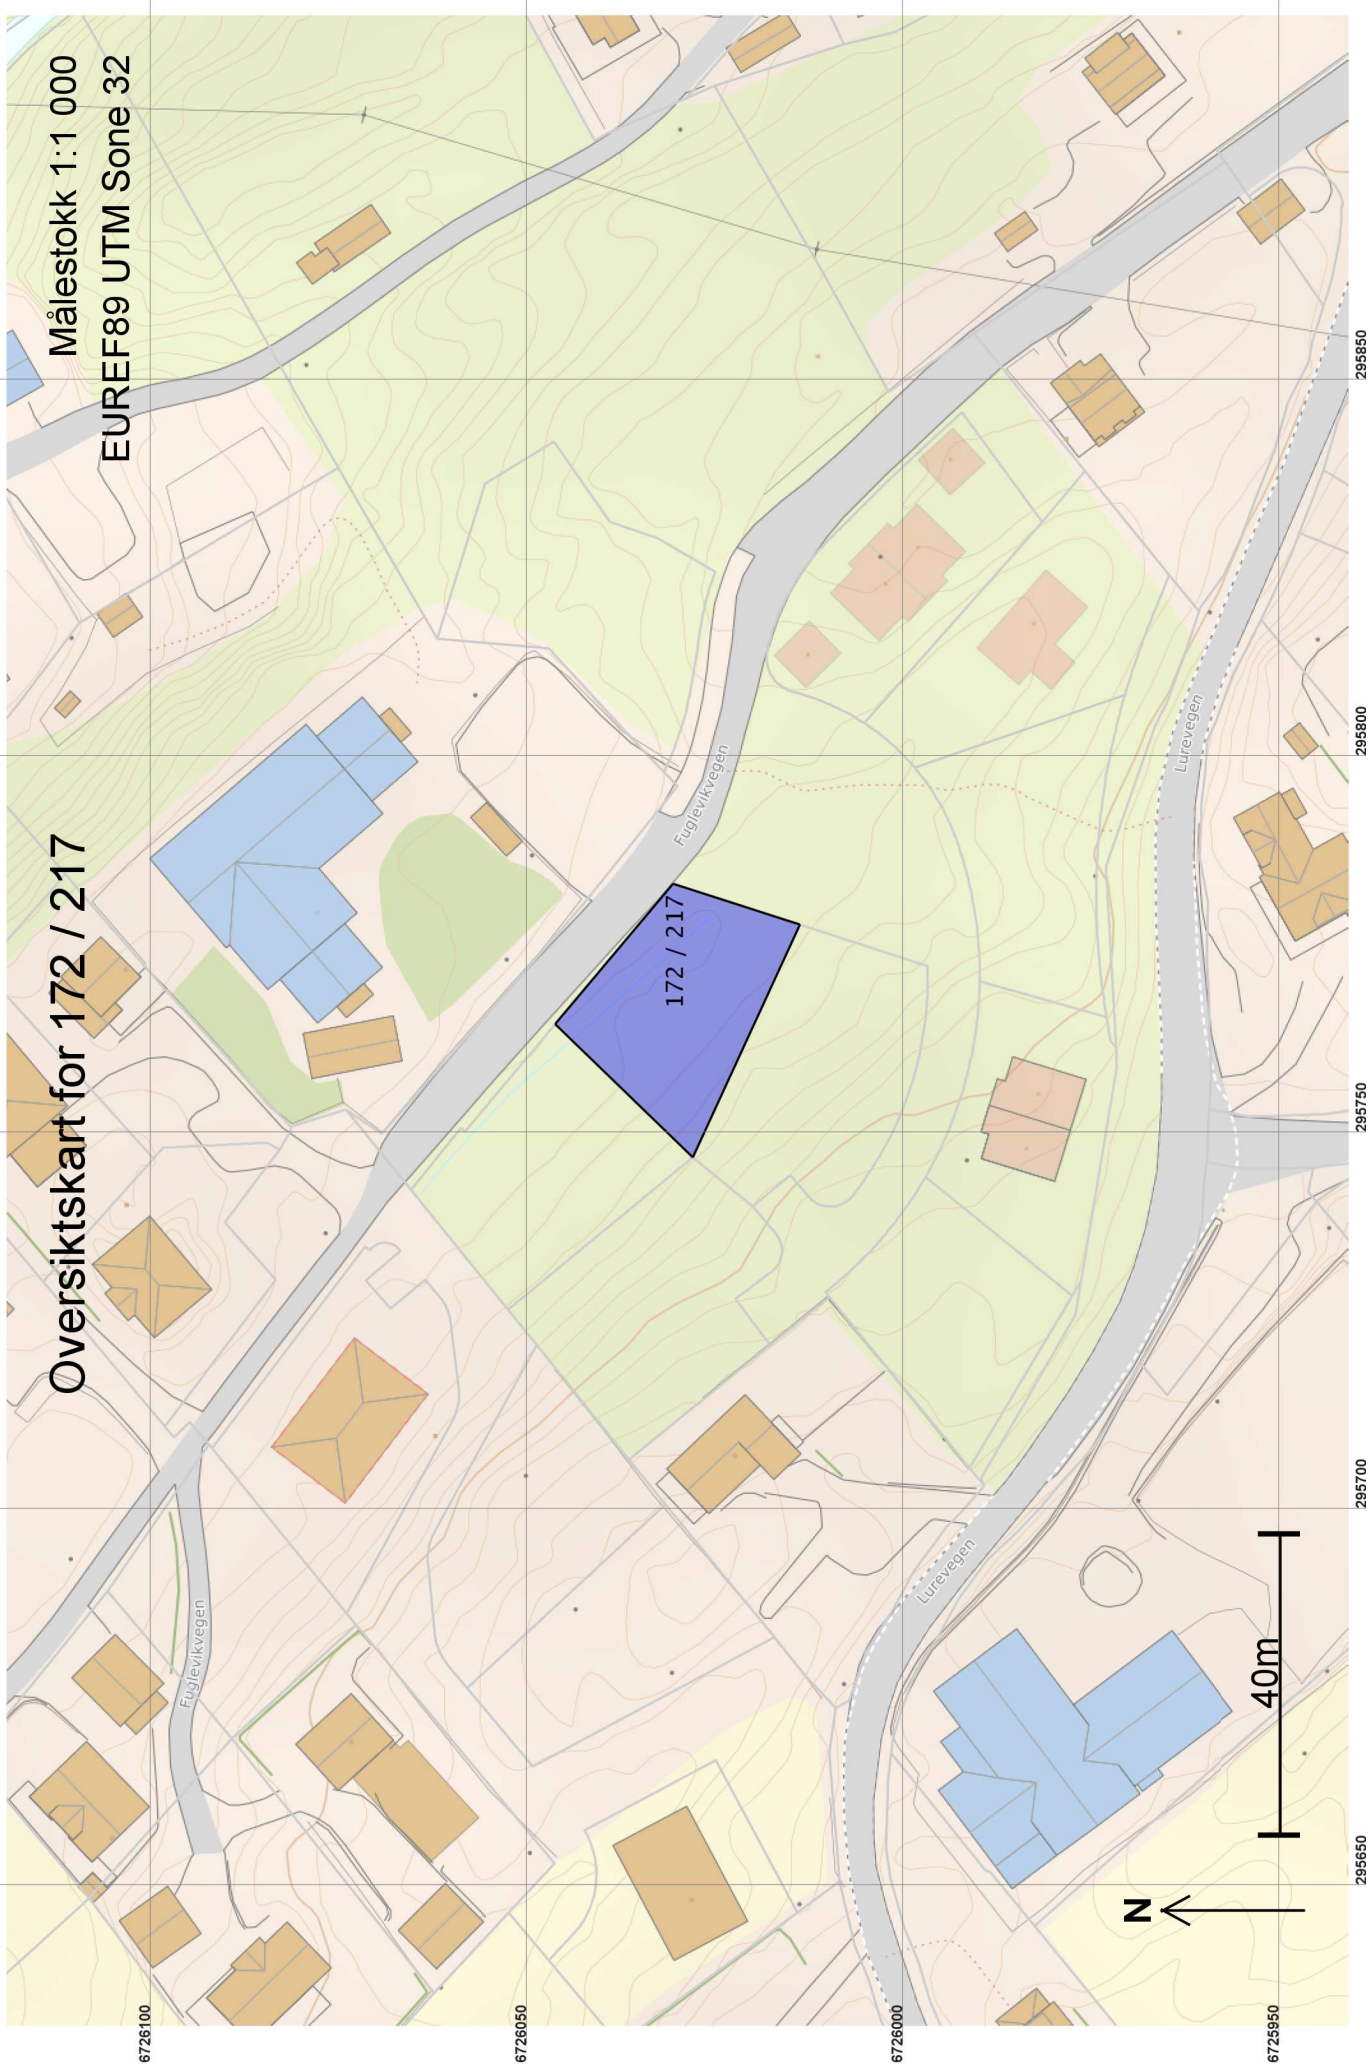 Oversiktskart for 172 / 217
Målestokk 1:1 000
EUREF89 UTM Sone 32
6726100
6726050
6726000
6725950
295650
295700
295750
295800
295850
Fuglevikvegen
Fuglevikvegen
Lurevegen
Lurevegen
172 / 217
N
40m